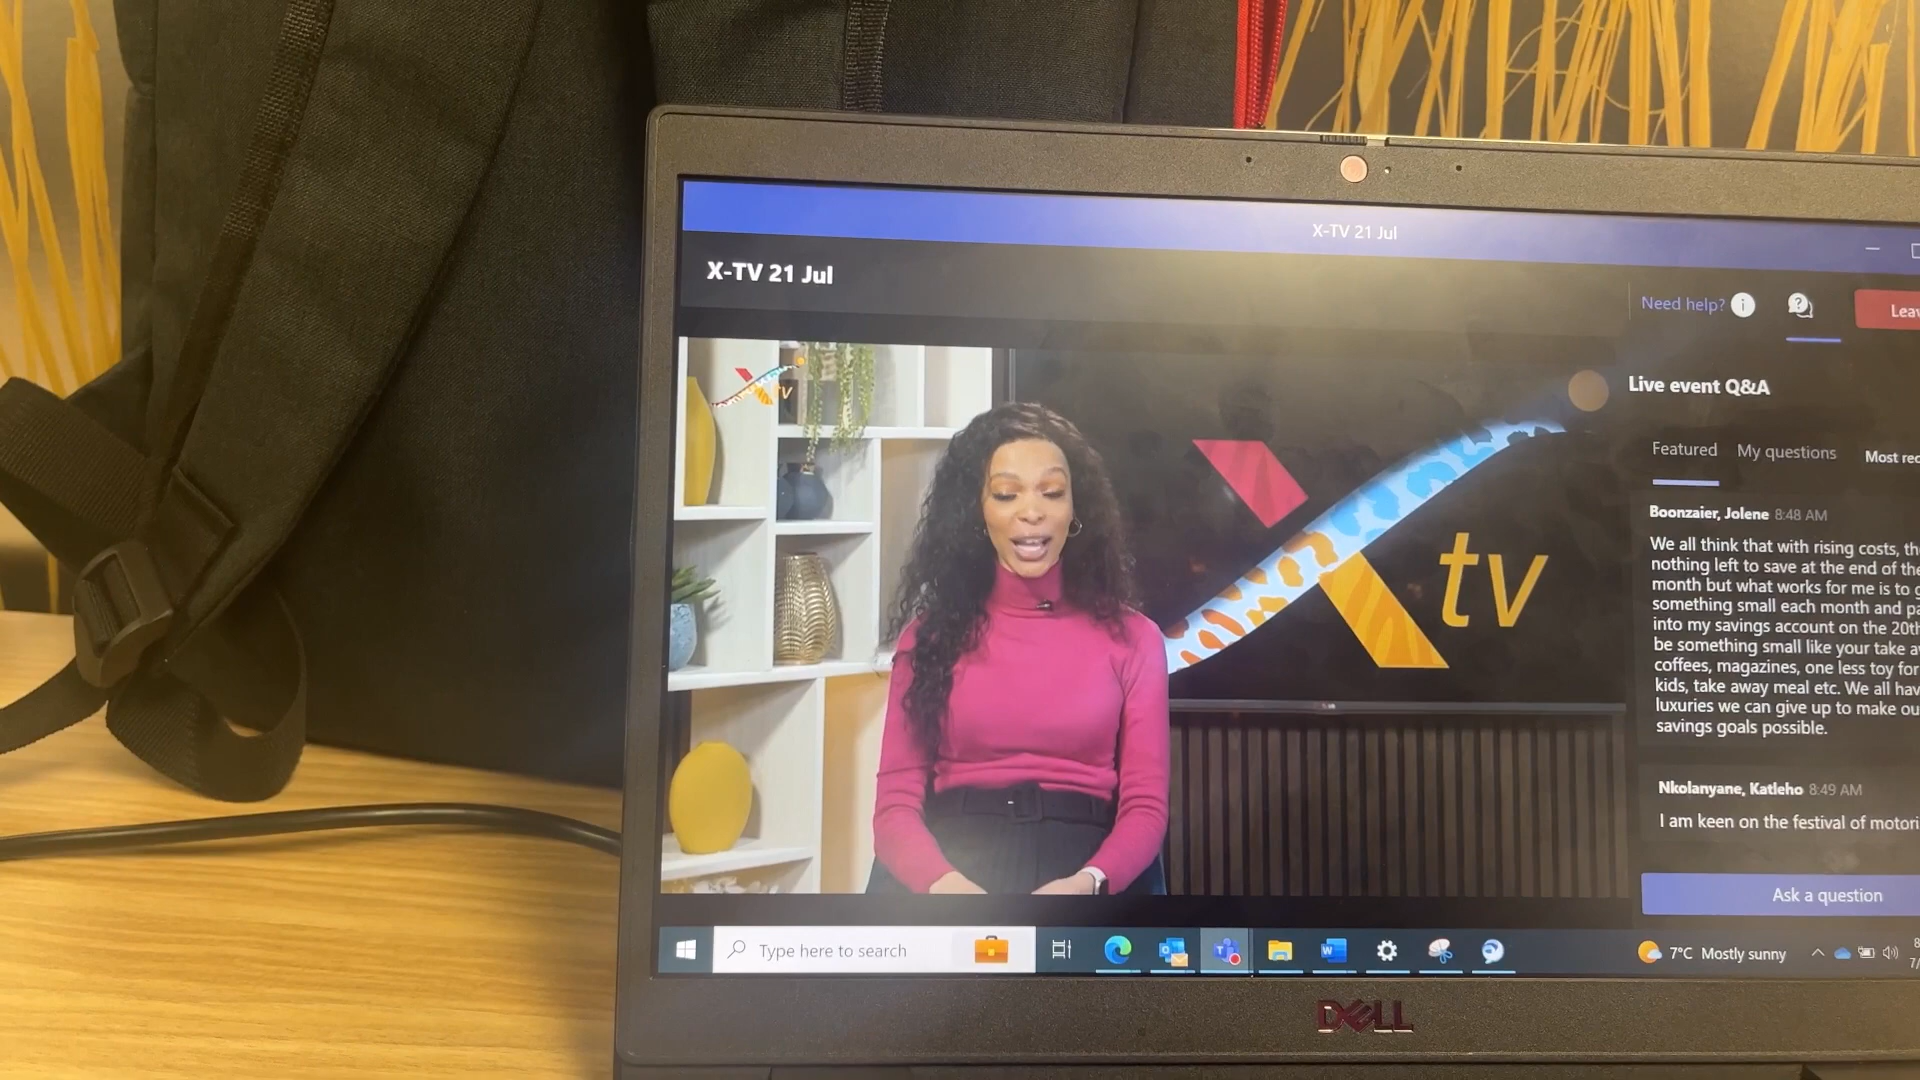 X-TV 21 Jul
X-TV 21 Jul
Need help?
Live event Q&A
Featured My questions Most
Boonzaier, Jolene 8:48 AM
We all think that with rising costs,
nothing left to save at the end of
month but what works for me is to
something small each month and
into my savings account on the 20th
be something small like your take
coffees, magazines, one less toy for
kids, take away meal etc. We all
luxuries we can give up to make
savings goals possible.
Nkolanyane, Katleho 8:49 AM
I am keen on the festival of
Ask a question
tv
tv
Type here to search
7°C Mostly sunny
DELL